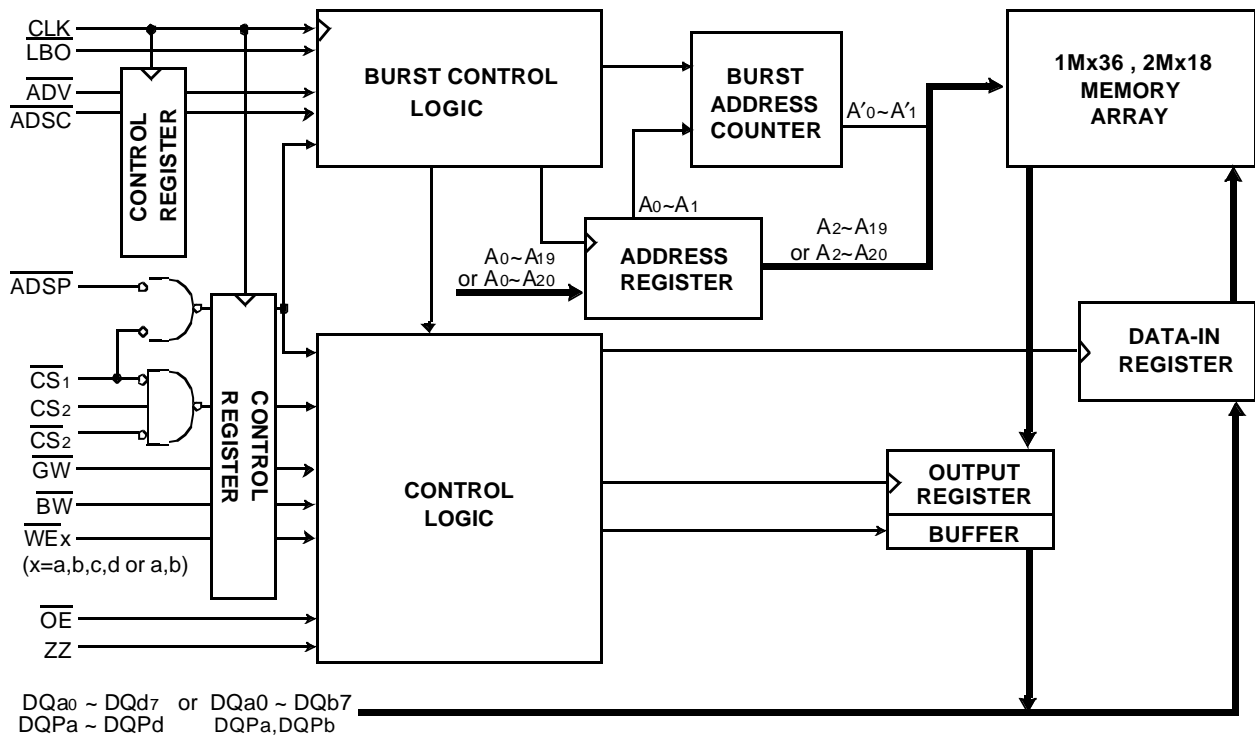 CLK
LBO
ADV
ADSC
CONTROL
REGISTER
BURST CONTROL
LOGIC
BURST
ADDRESS
COUNTER
A′0~A′1
1Mx36 , 2Mx18
MEMORY
ARRAY
A0~A1
A0~A19
or A0~A20
ADDRESS
REGISTER
A2~A19
or A2~A20
ADSP
CS1
CS2
CS2
GW
BW
WEx
(x=a,b,c,d or a,b)
OE
ZZ
CONTROL
REGISTER
CONTROL
LOGIC
DATA-IN
REGISTER
OUTPUT
REGISTER
BUFFER
DQa0 ~ DQd7 or DQa0 ~ DQb7
DQPa ~ DQPd DQPa,DQPb